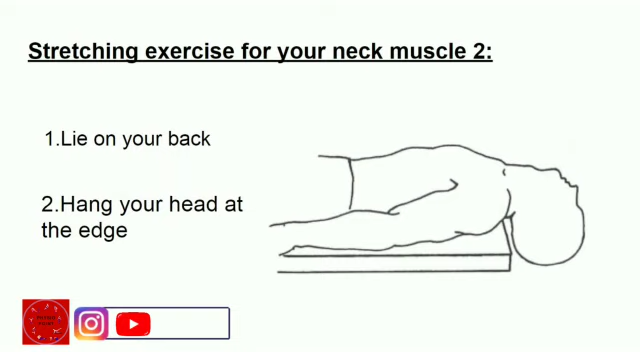 Stretching exercise for your neck muscle 2:
1.Lie on your back
2.Hang your head at
the edge